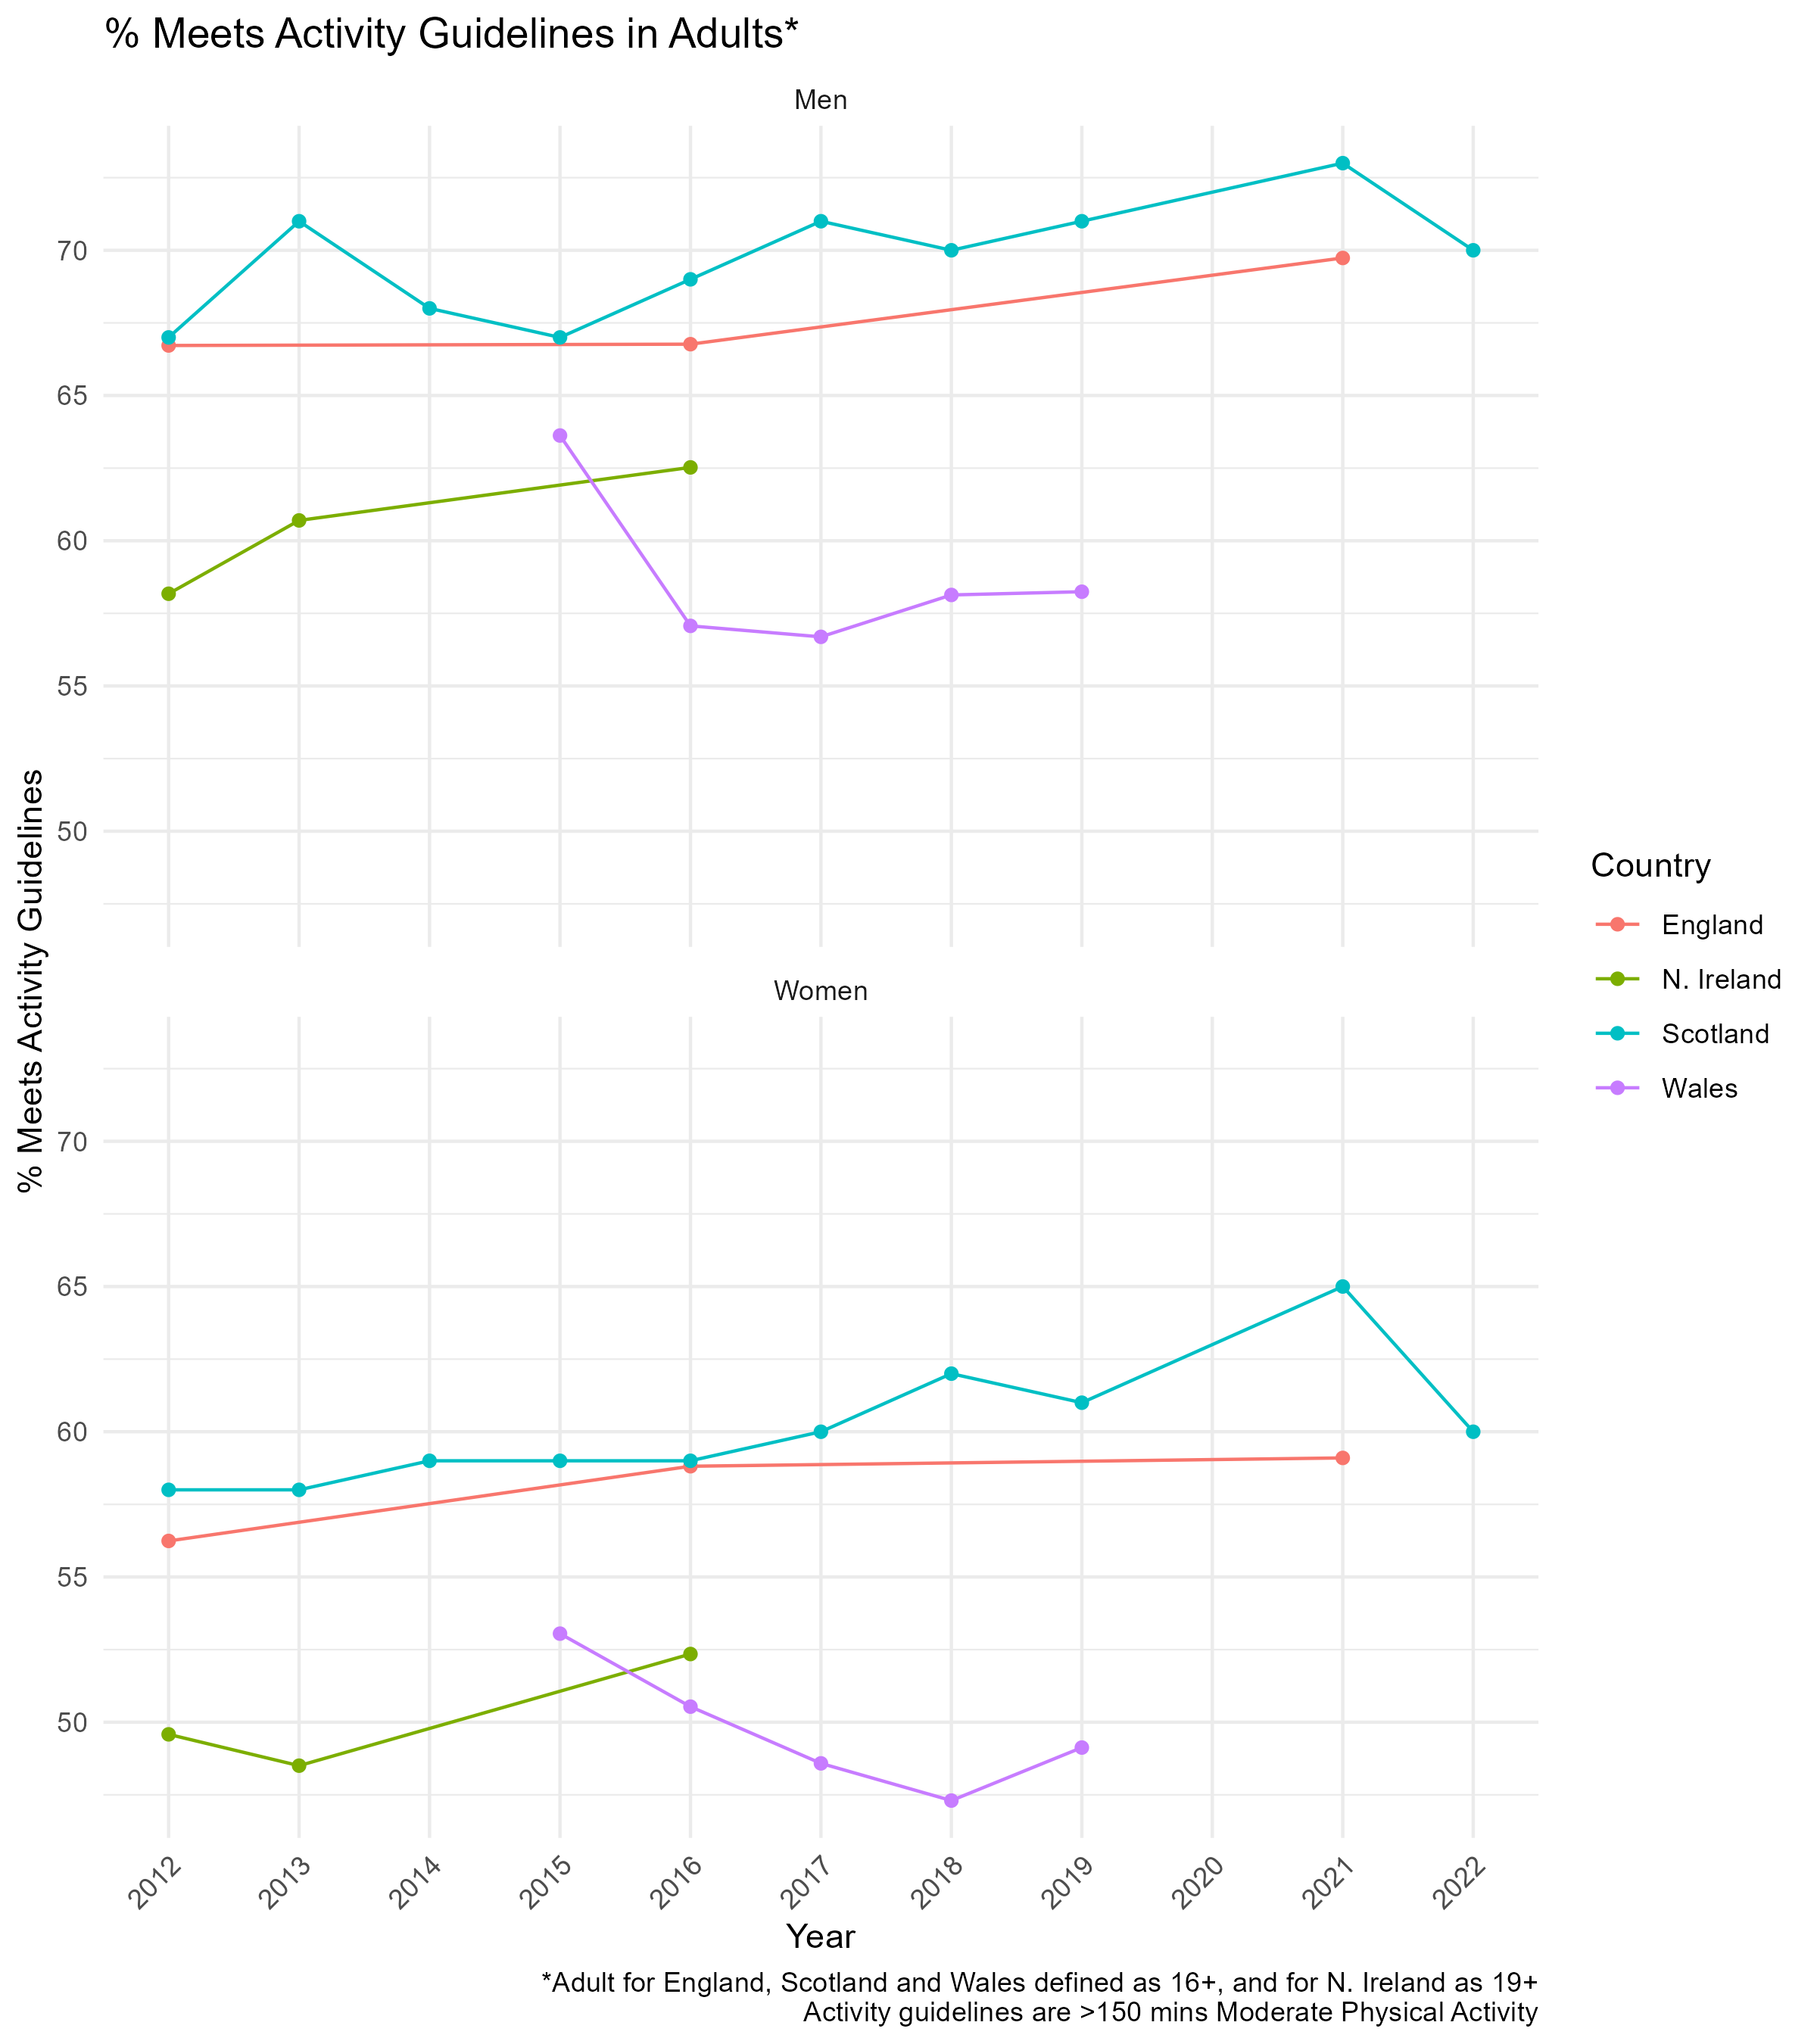 % Meets Activity Guidelines in Adults*
Men
70
65
60
55
50
% Meets Activity Guidelines
Women
70
65
60
55
50
2012
2013
2014
2015
2016
2017
2018
2019
2020
2021
2022
Year
Country
England
N. Ireland
Scotland
Wales
*Adult for England, Scotland and Wales defined as 16+, and for N. Ireland as 19+
Activity guidelines are >150 mins Moderate Physical Activity